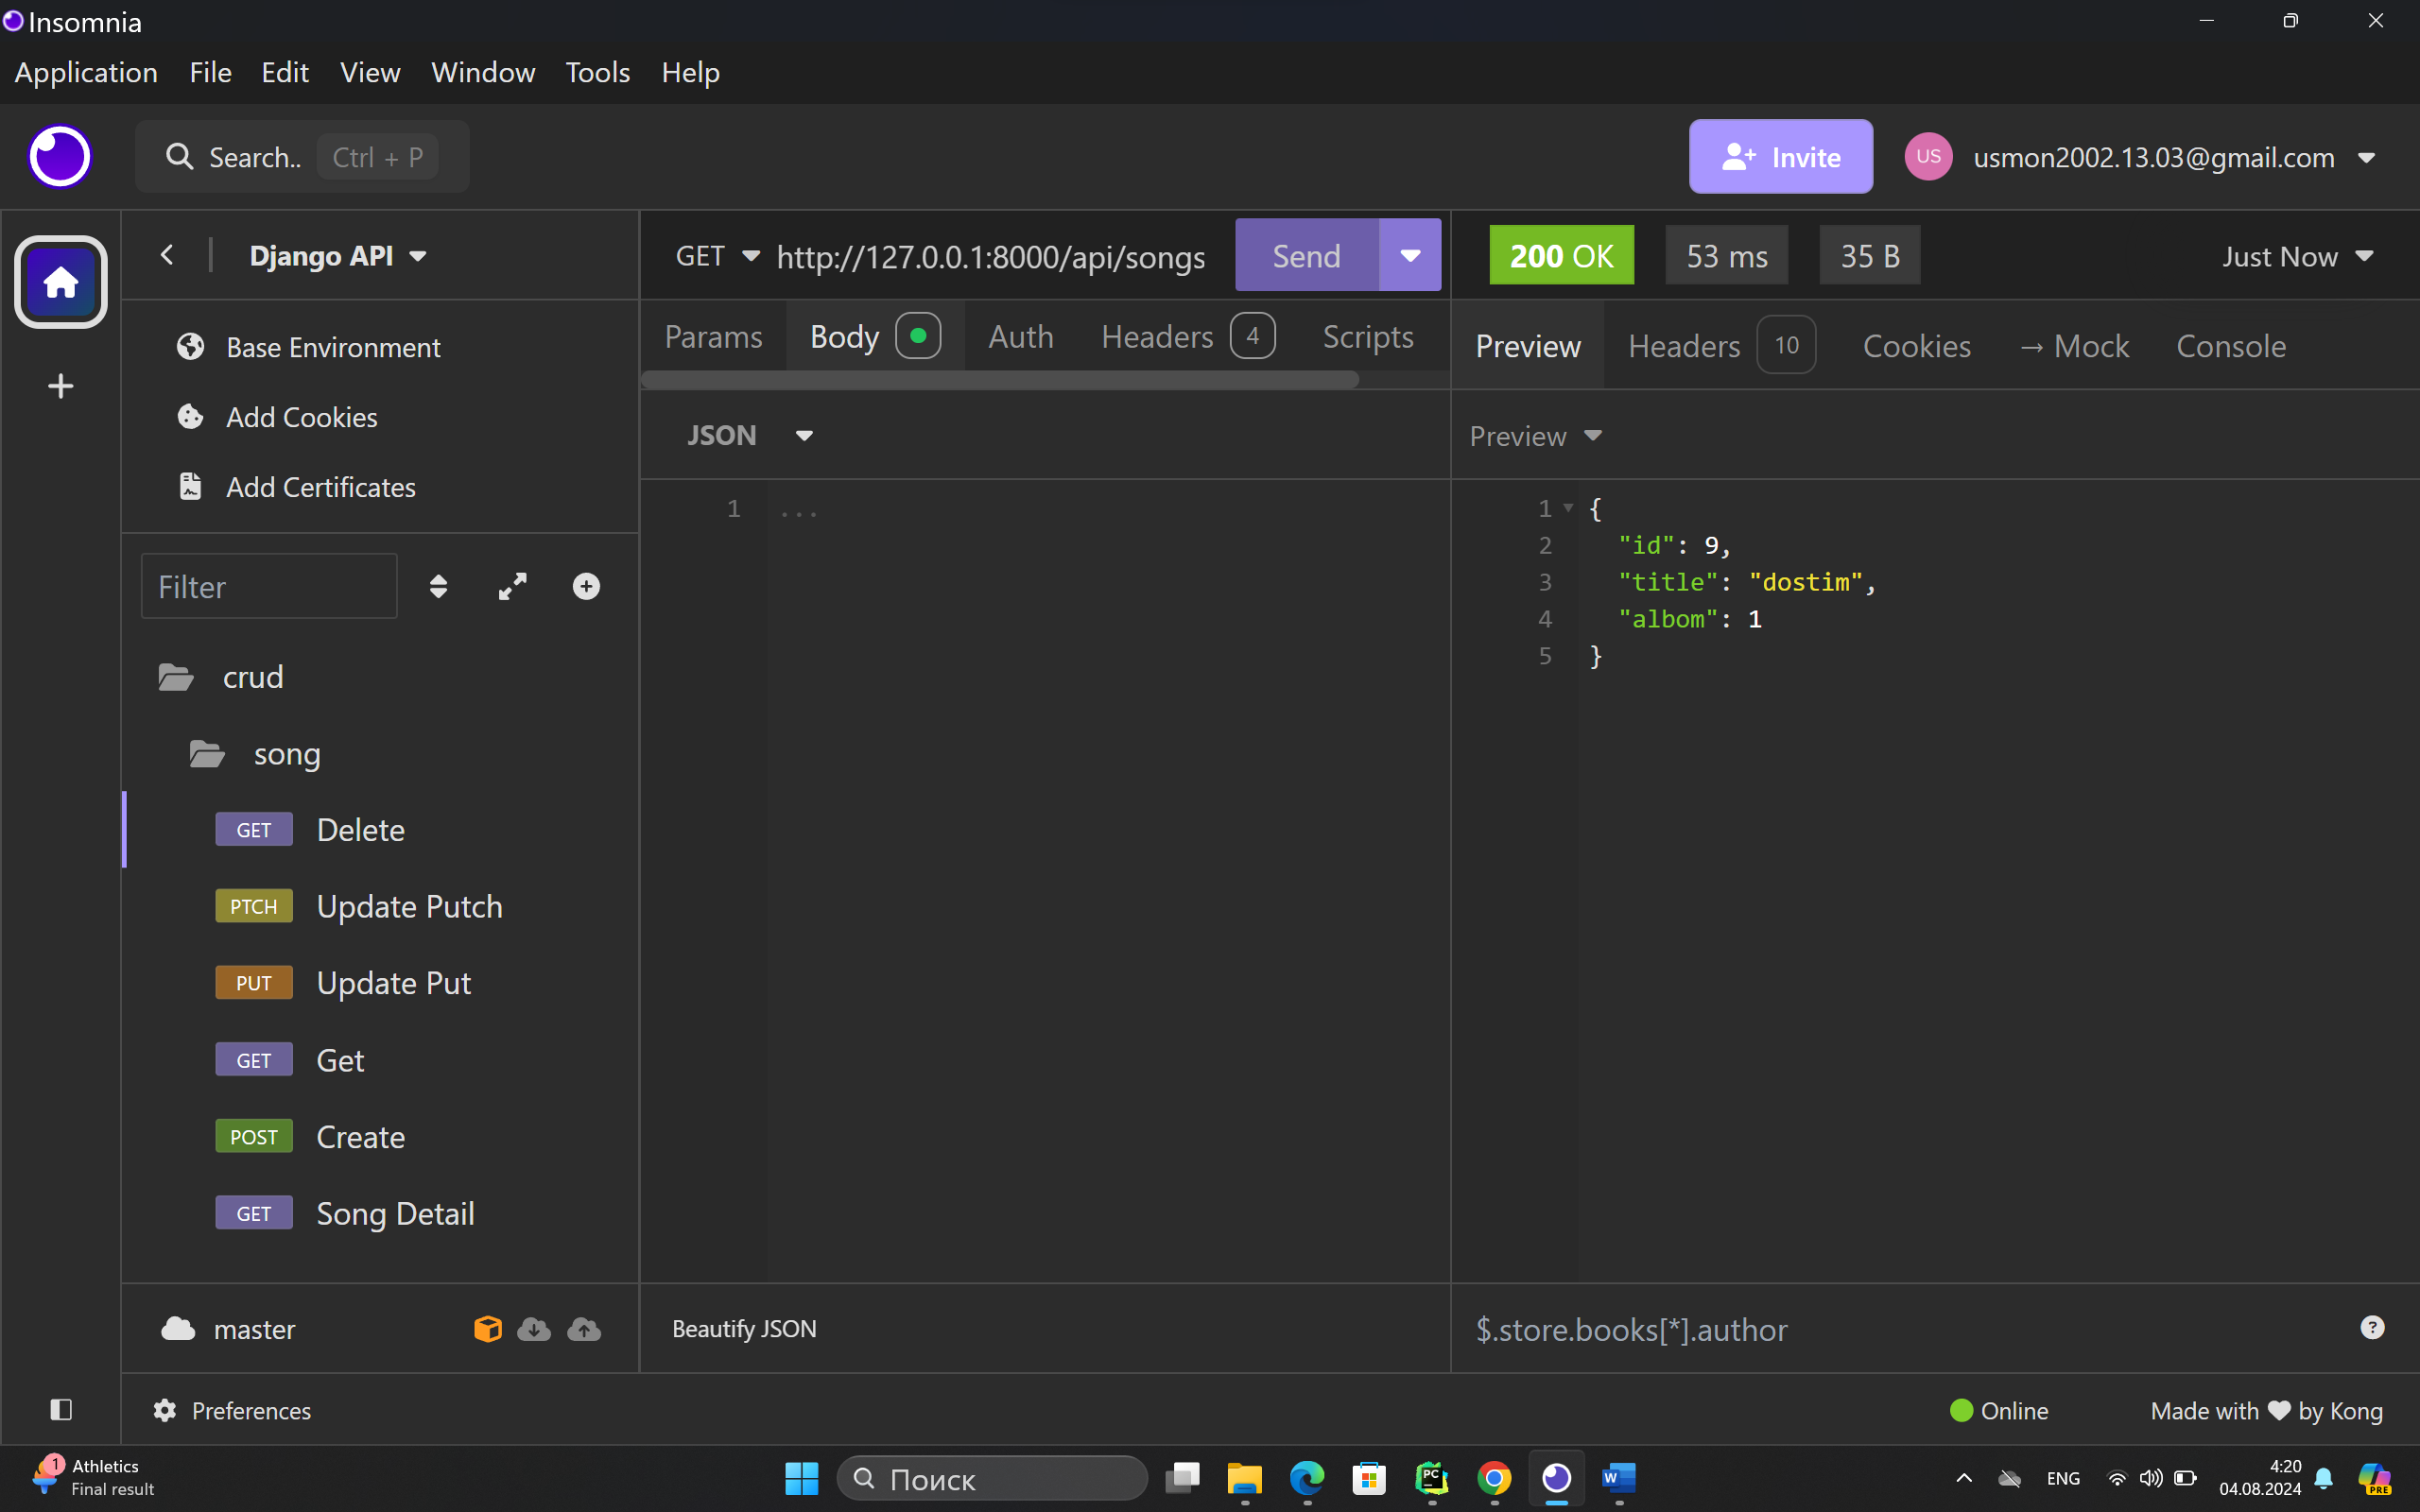 Insomnia
Application File Edit View Window Tools Help
Search.. Ctrl + P
Invite
US
usmon2002.13.03@gmail.com
Django API
GET http://127.0.0.1:8000/api/songs
Send
200 OK 53 ms 35 B
Just Now
Base Environment
Add Cookies
Add Certificates
Params Body Auth Headers 4 Scripts
Preview Headers 10 Cookies → Mock Console
JSON
Preview
Filter
crud
song
GET Delete
PTCH Update Putch
PUT Update Put
GET Get
POST Create
GET Song Detail
1 ...
1 {
2 "id": 9,
3 "title": "dostim",
4 "albom": 1
5 }
master
Beautify JSON
$.store.books[*].author
?
Preferences
Online
Made with ❤ by Kong
1
Athletics
Final result
Поиск
PC
W
ENG
4:20
04.08.2024
PRE